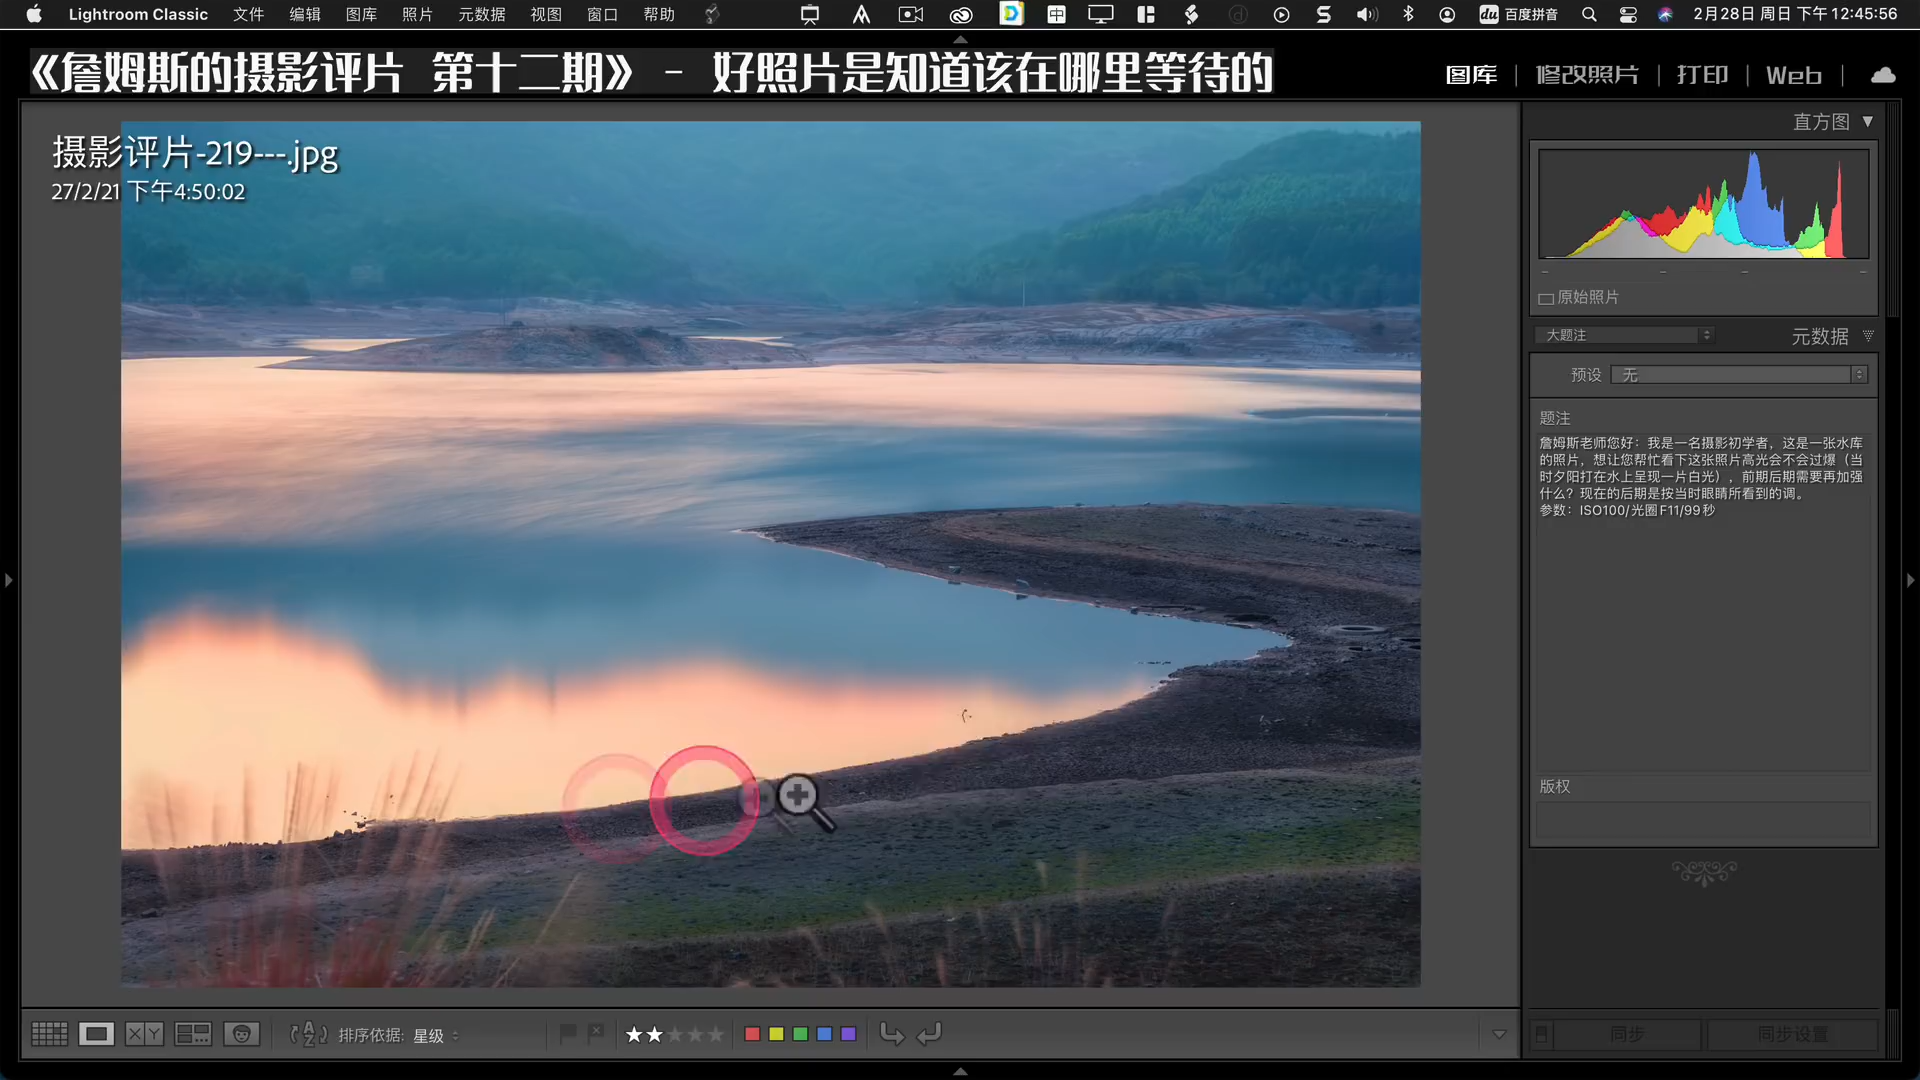 Lightroom Classic 文件 编辑 图库 照片 元数据 视图 窗口 帮助 中 du 百度拼音 2月28日 周日 下午 12:45:56
《詹姆斯的摄影评片 第十二期》 - 好照片是知道该在哪里等待的
图库 | 修改照片 | 打印 | Web |
摄影评片-219---.jpg
27/2/21 下午4:50:02
直方图
原始照片
大题注 元数据
预设 无
题注
詹姆斯老师您好：我是一名摄影初学者，这是一张水库
的照片，想让您帮忙看下这张照片高光会不会过爆（当
时夕阳打在水上呈现一片白光），前期后期需要再加强
什么？现在的后期是按当时眼睛所看到的调。
参数：ISO100/光圈F11/99秒
版权
XY 排序依据: 星级 同步 同步设置